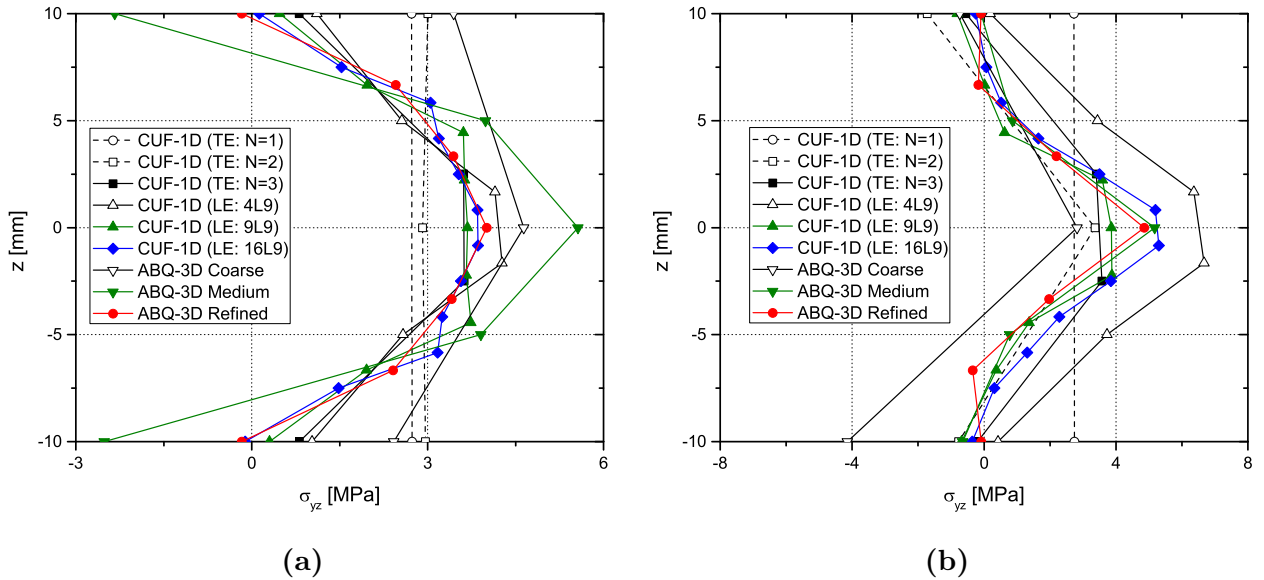 10
5
0
-5
-10
z [mm]
CUF-1D (TE: N=1)
CUF-1D (TE: N=2)
CUF-1D (TE: N=3)
CUF-1D (LE: 4L9)
CUF-1D (LE: 9L9)
CUF-1D (LE: 16L9)
ABQ-3D Coarse
ABQ-3D Medium
ABQ-3D Refined
-3 0 3 6
σyz [MPa]
(a)
10
5
0
-5
-10
z [mm]
CUF-1D (TE: N=1)
CUF-1D (TE: N=2)
CUF-1D (TE: N=3)
CUF-1D (LE: 4L9)
CUF-1D (LE: 9L9)
CUF-1D (LE: 16L9)
ABQ-3D Coarse
ABQ-3D Medium
ABQ-3D Refined
-8 -4 0 4 8
σyz [MPa]
(b)